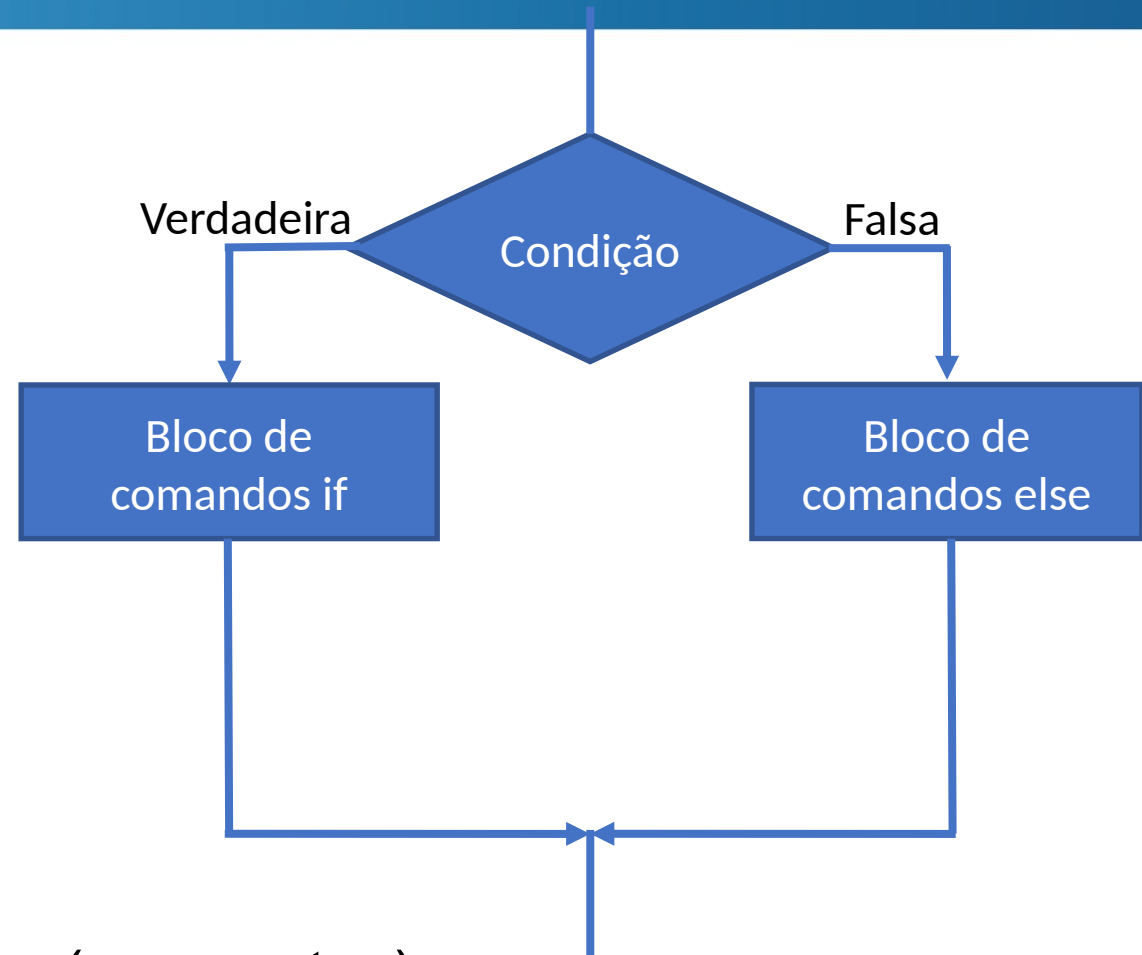 Verdadeira
Falsa
Condição
Bloco de
comandos if
Bloco de
comandos else